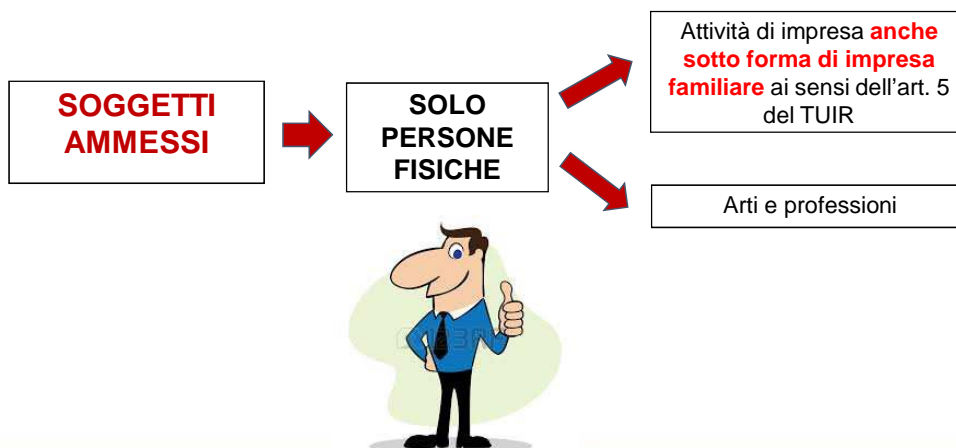 SOGGETTI
AMMESSI
SOLO
PERSONE
FISICHE
Attività di impresa anche
sotto forma di impresa
familiare ai sensi dell'art. 5
del TUIR
Arti e professioni